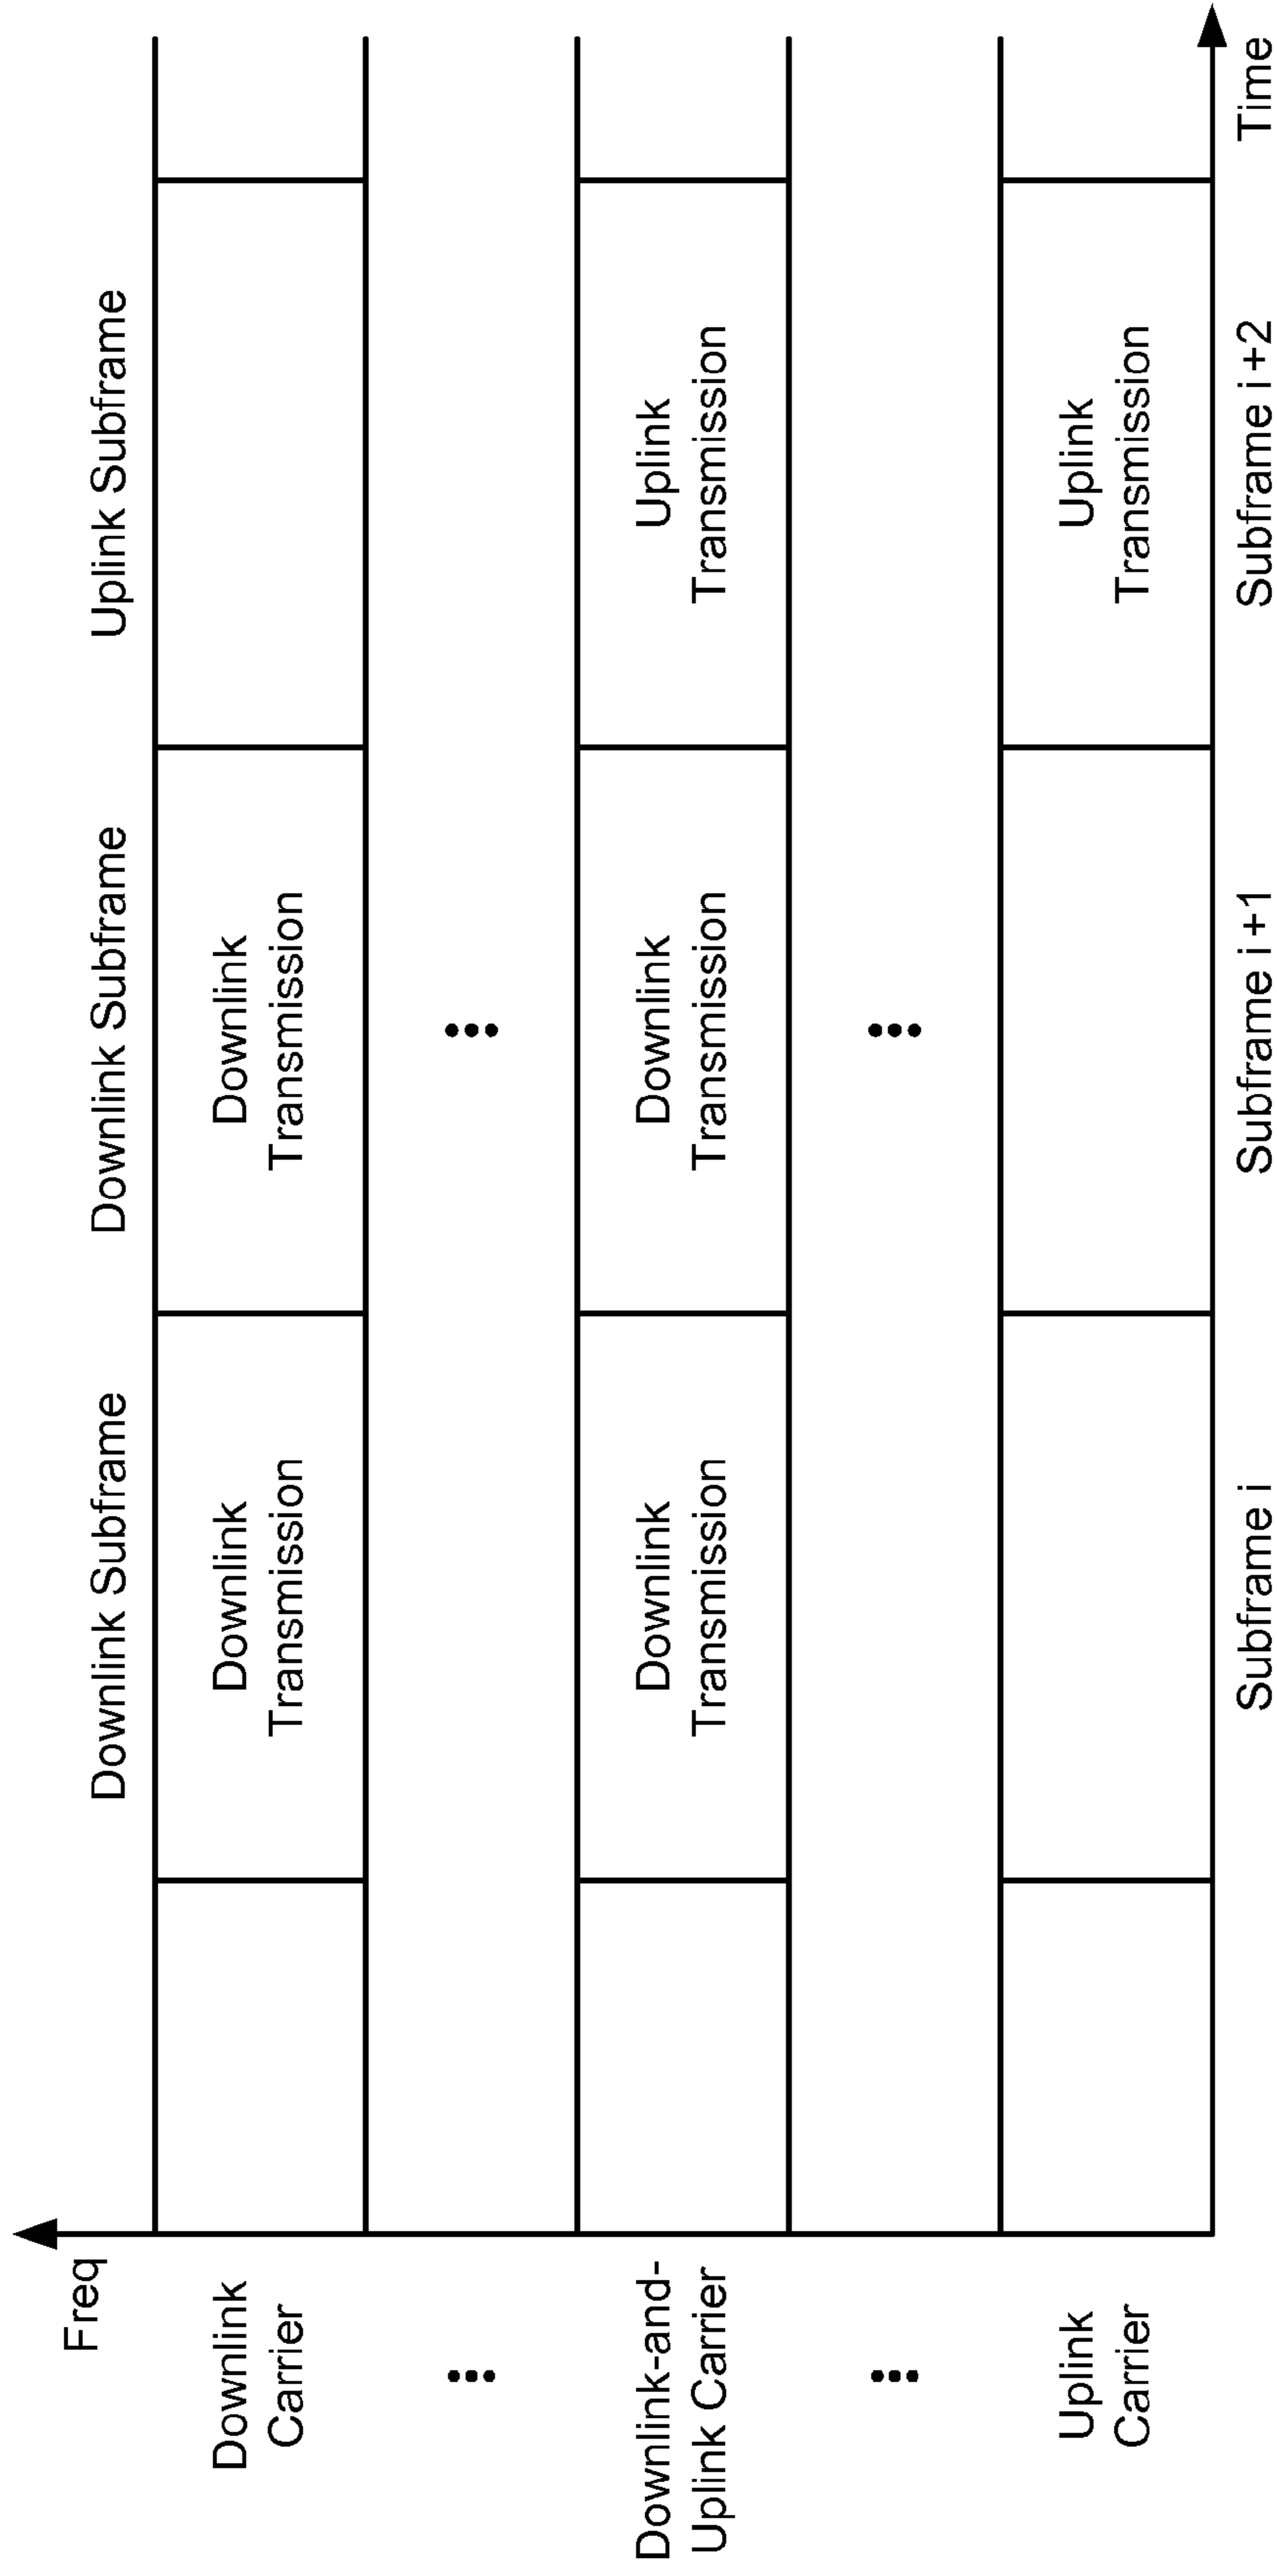 Freq
Downlink Subframe
Downlink Subframe
Uplink Subframe
Downlink
Carrier
Downlink
Transmission
Downlink
Transmission
Downlink-and-
Uplink Carrier
Downlink
Transmission
Downlink
Transmission
Uplink
Transmission
Uplink
Carrier
Uplink
Transmission
Subframe i
Subframe i+1
Subframe i+2
Time